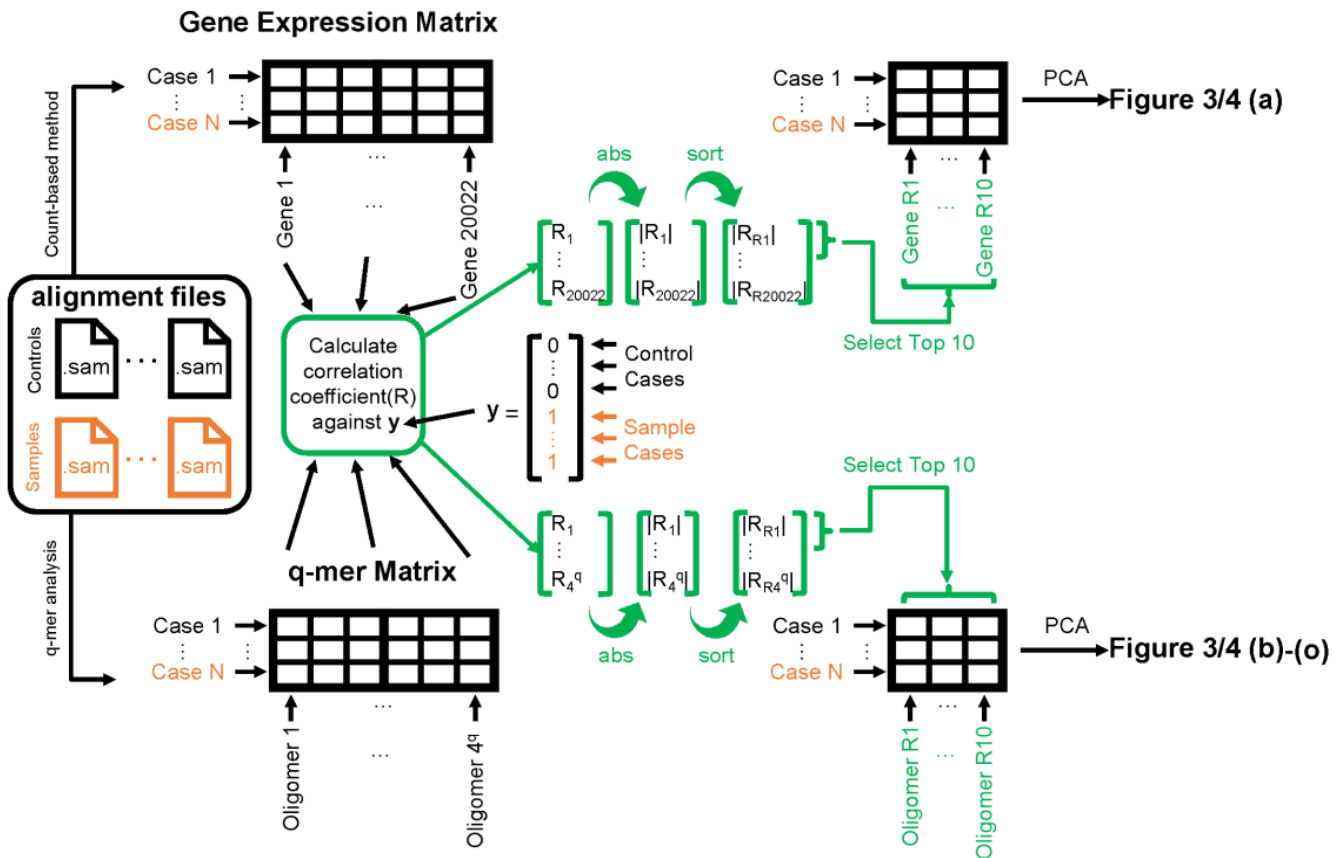 Gene Expression Matrix
Case 1
⋮ ⋮
Case N
Gene 1
...
...
Gene 20022
Count-based method
alignment files
Controls
.sam ... .sam
Samples
.sam ... .sam
q-mer analysis
Calculate
correlation
coefficient(R)
against y
abs
sort
R1
⋮
R20022
|R1|
⋮
|R20022|
|RR1|
⋮
|RR20022|
Select Top 10
Case 1
⋮ ⋮
Case N
Gene R1
...
Gene R10
PCA
Figure 3/4 (a)
y =
0
⋮
0
1
⋮
1
Control
Cases
Sample
Cases
Select Top 10
R1
⋮
R4^q
|R1|
⋮
|R4^q|
|RR1|
⋮
|RR4^q|
abs
sort
q-mer Matrix
Case 1
⋮ ⋮
Case N
Oligomer 1
...
...
Oligomer 4^q
Case 1
⋮ ⋮
Case N
Oligomer R1
...
Oligomer R10
PCA
Figure 3/4 (b)-(o)